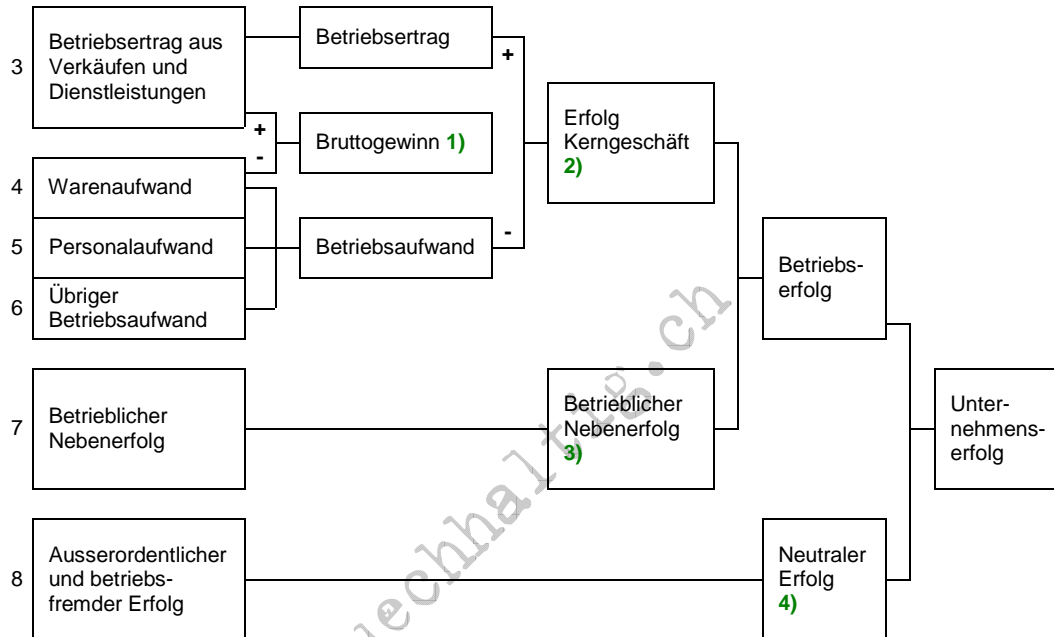 3
Betriebsertrag aus
Verkäufen und
Dienstleistungen
Betriebsertrag
+
Erfolg
Kerngeschäft
2)
+
-
Bruttogewinn 1)
4
Warenaufwand
5
Personalaufwand
Betriebsaufwand
-
6
Übriger
Betriebsaufwand
Betriebs-
erfolg
7
Betrieblicher
Nebenerfolg
Betrieblicher
Nebenerfolg
3)
Unter-
nehmens-
erfolg
8
Ausserordentlicher
und betriebs-
fremder Erfolg
Neutraler
Erfolg
4)
echhaltig.ch